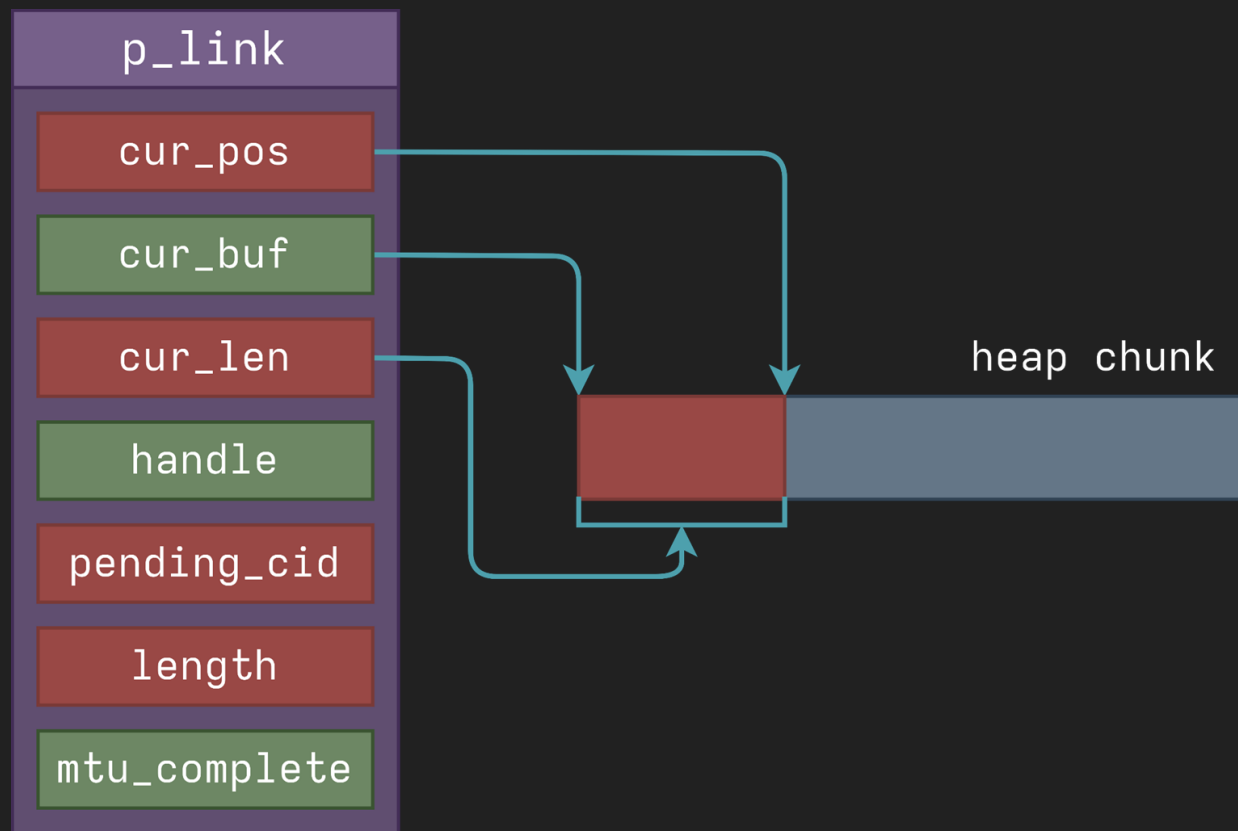 p_link
cur_pos
cur_buf
cur_len
heap chunk
handle
pending_cid
length
mtu_complete